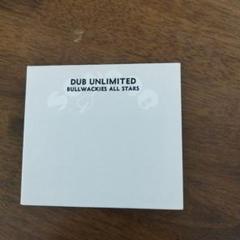 DUB UNLIMITED
BULLWACKIES ALL STARS